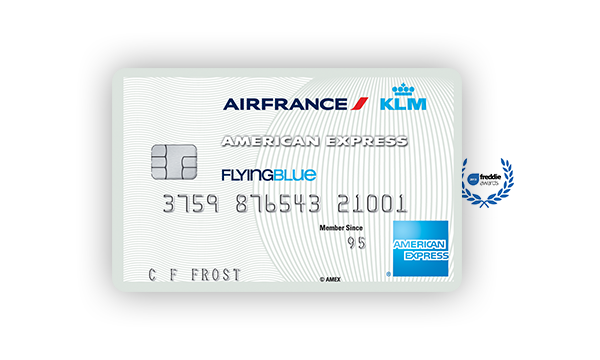 AIRFRANCE KLM
AMERICAN EXPRESS
FLYINGBLUE
3759 876543 21001
freddie
awards
Member Since
95
AMERICAN
EXPRESS
®
C F FROST
© AMEX